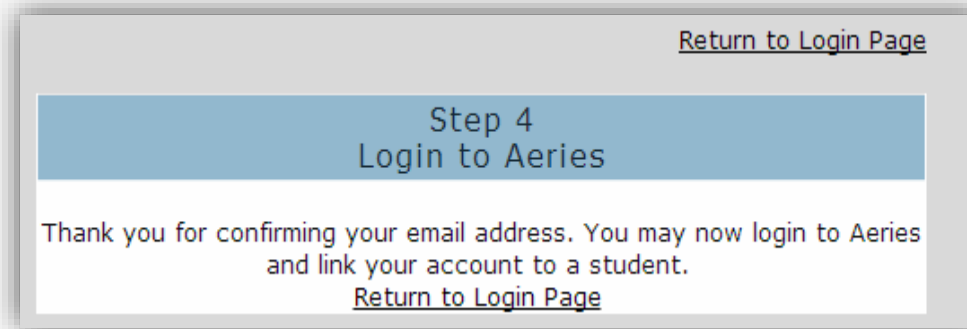 Return to Login Page
Step 4
Login to Aeries
Thank you for confirming your email address. You may now login to Aeries
and link your account to a student.
Return to Login Page